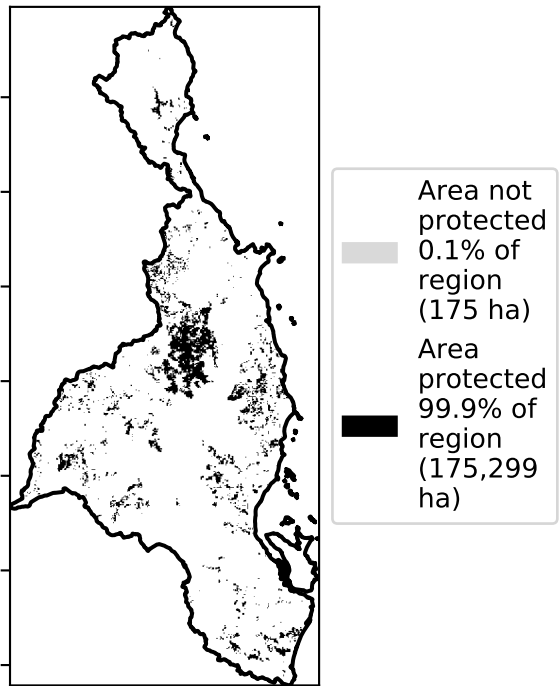 Area not
protected
0.1% of
region
(175 ha)
Area
protected
99.9% of
region
(175,299
ha)